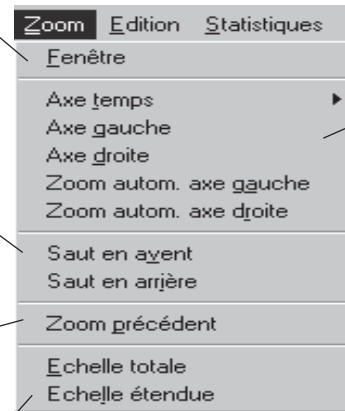 Zoom Edition Statistiques
Fenêtre
Axe temps
Axe gauche
Axe droite
Zoom autom. axe gauche
Zoom autom. axe droite
Saut en avent
Saut en arrière
Zoom précédent
Echelle totale
Echelle étendue